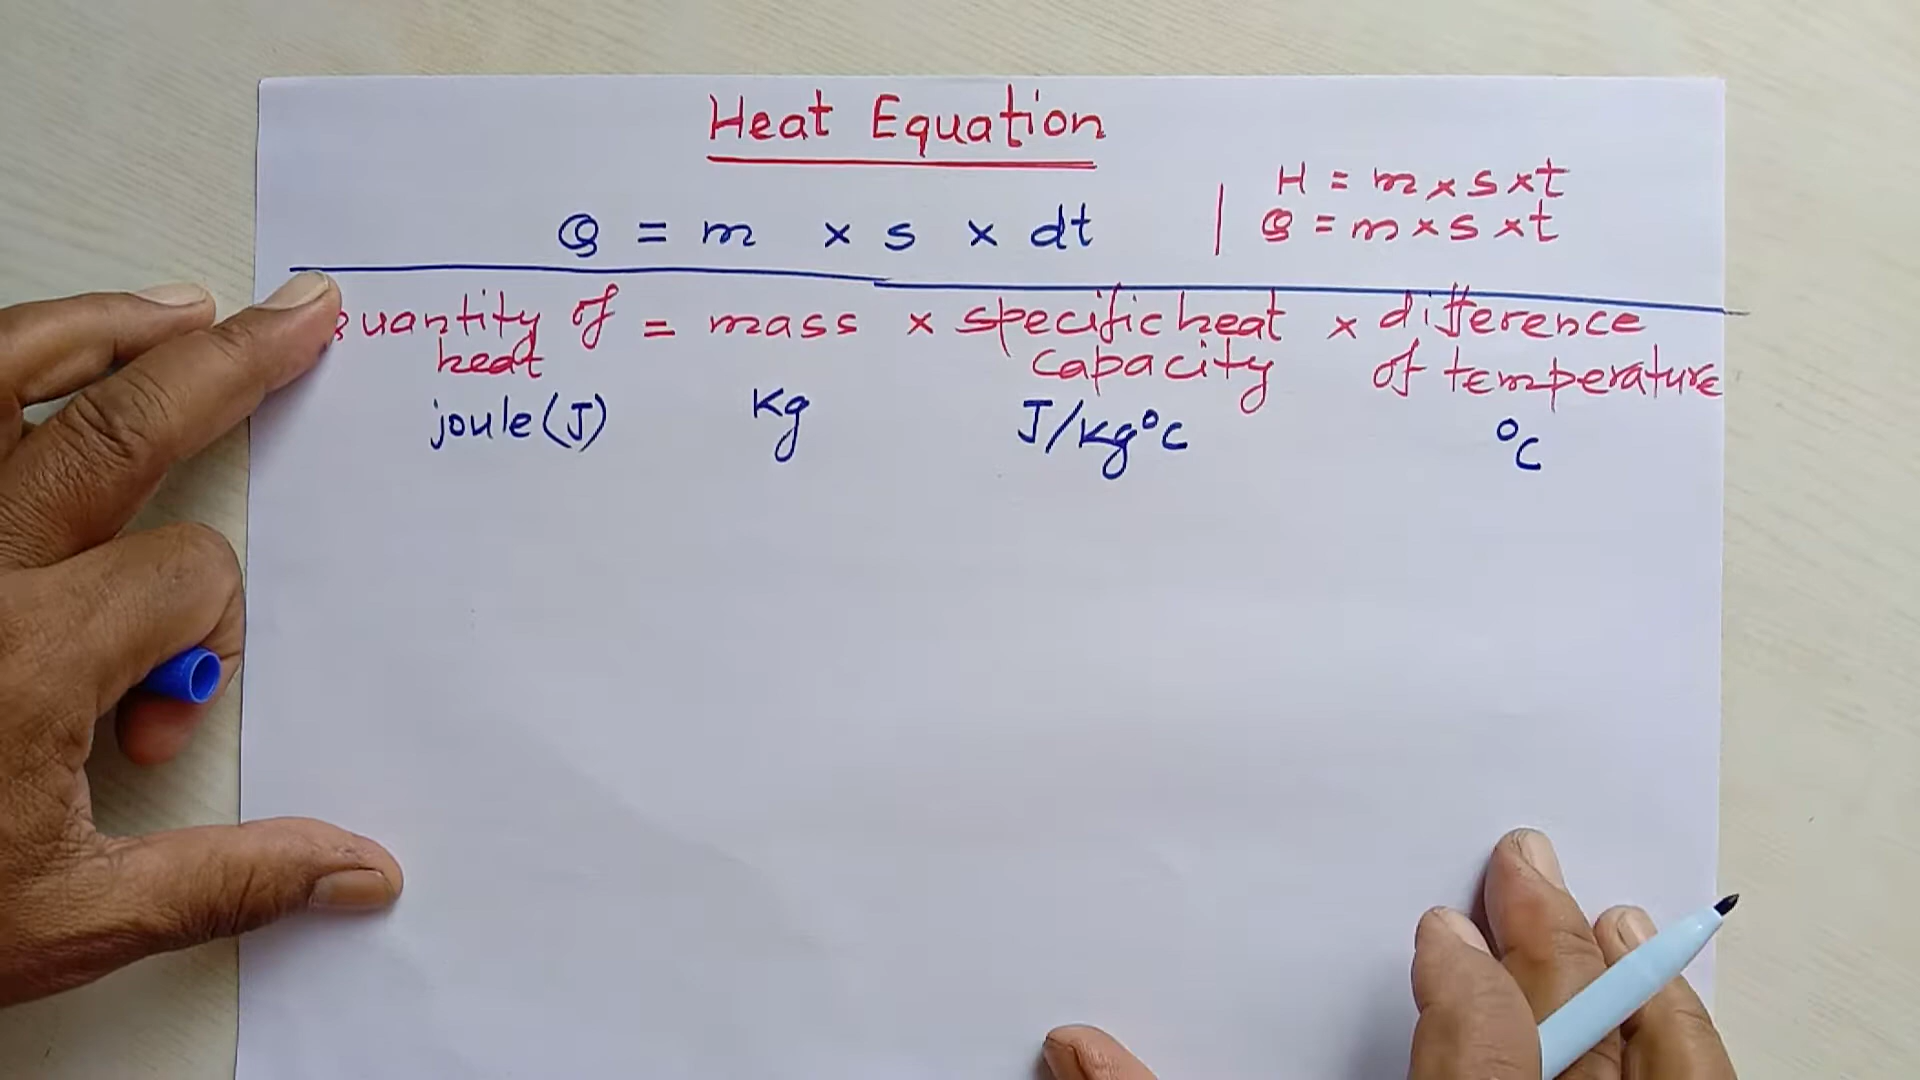 Heat Equation
H = m x s x t
Q = m x s x dt
Q = m x s x t
quantity of heat = mass x specific heat capacity x difference of temperature
joule (J) Kg J/kg°C °C